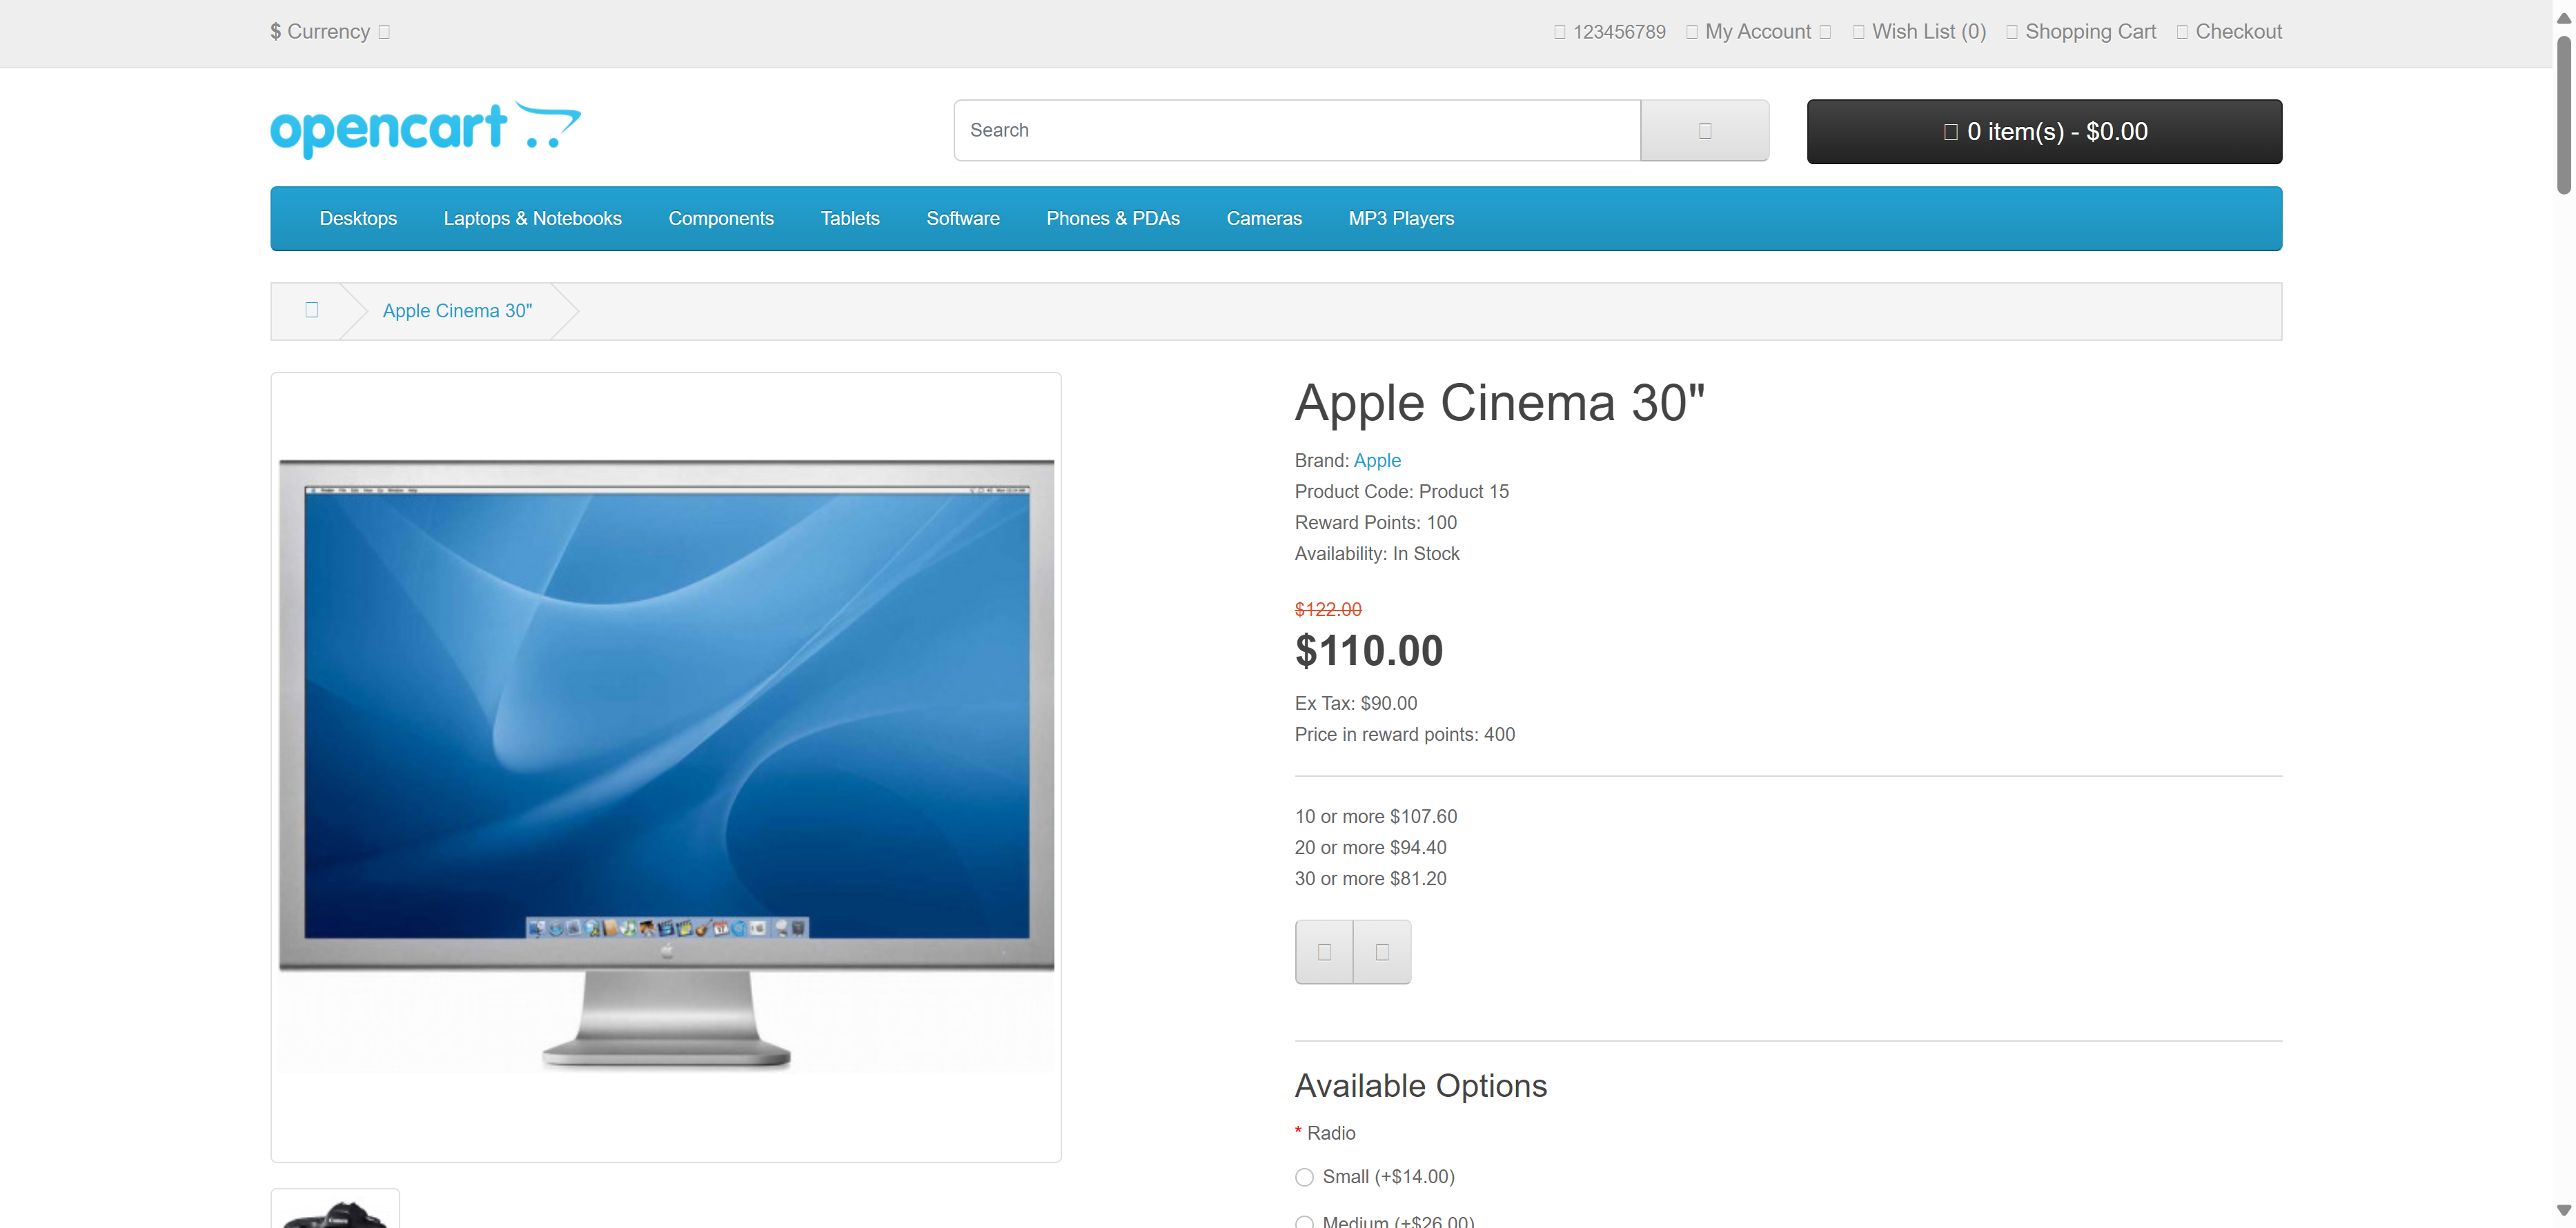 $ Currency
123456789 My Account Wish List (0) Shopping Cart Checkout
opencart
Search
0 item(s) - $0.00
Desktops Laptops & Notebooks Components Tablets Software Phones & PDAs Cameras MP3 Players
Apple Cinema 30"
Apple Cinema 30"
Brand: Apple
Product Code: Product 15
Reward Points: 100
Availability: In Stock
$122.00
$110.00
Ex Tax: $90.00
Price in reward points: 400
10 or more $107.60
20 or more $94.40
30 or more $81.20
Available Options
* Radio
Small (+$14.00)
Medium (+$26.00)